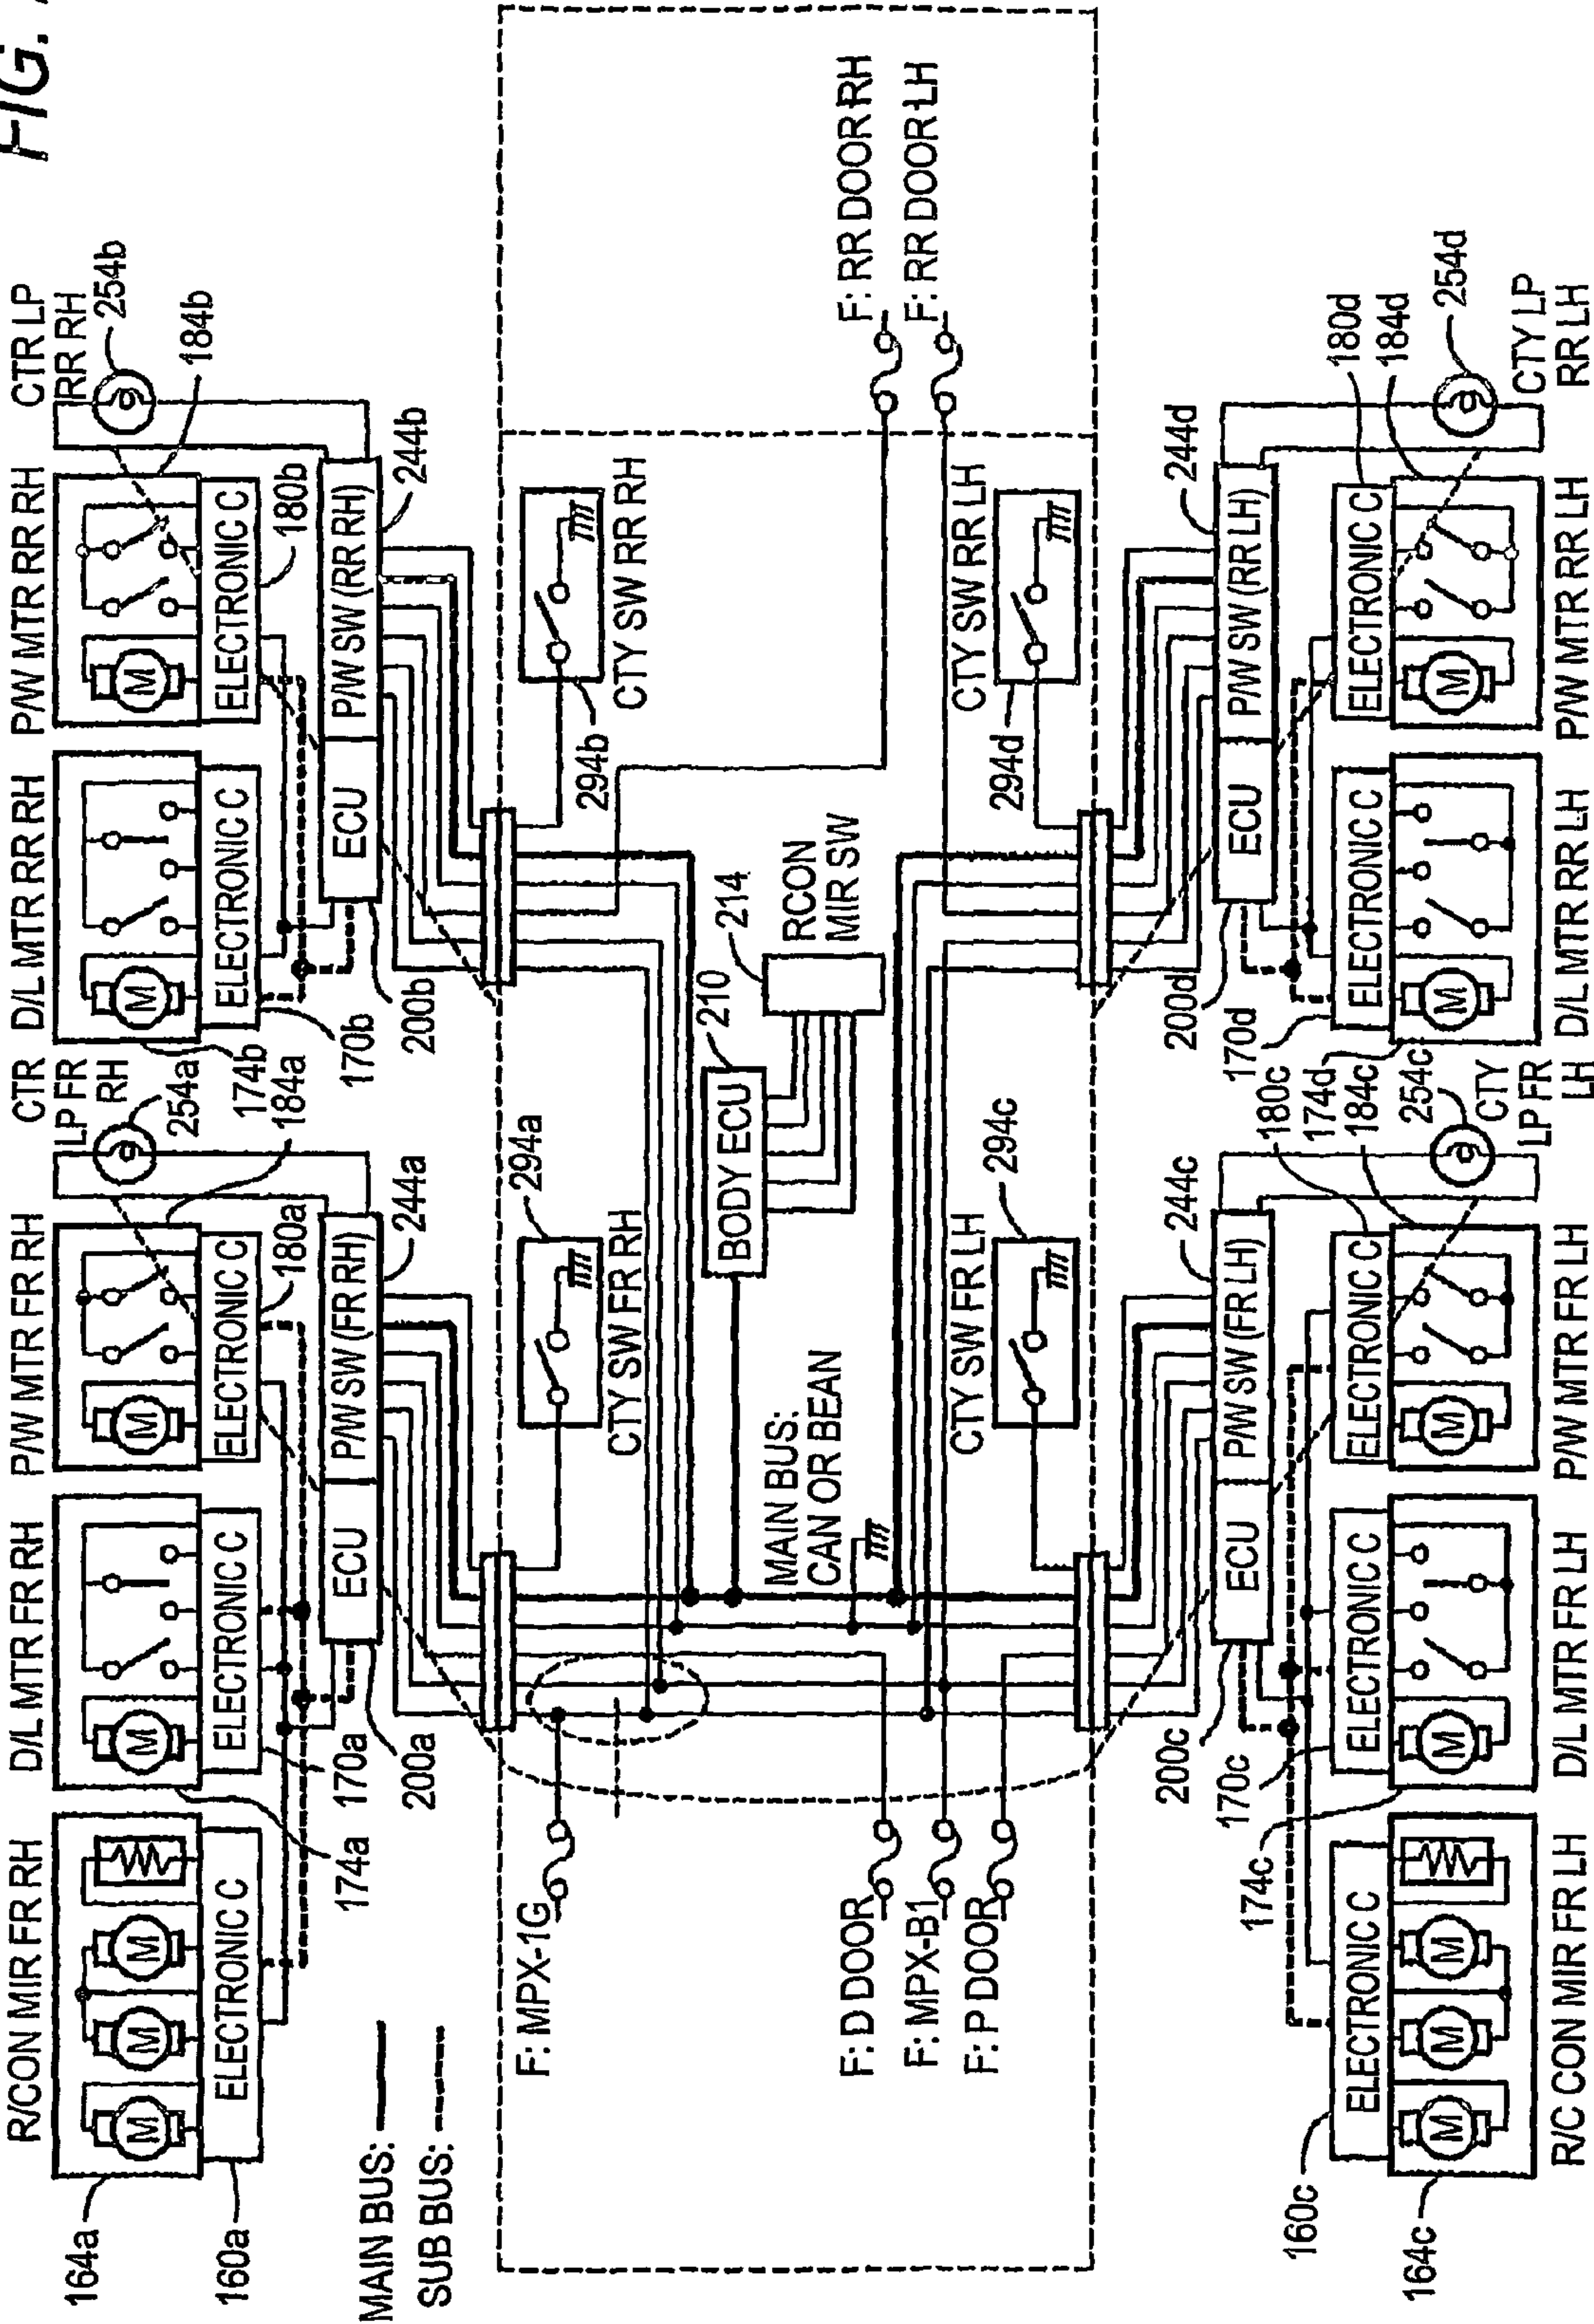 FIG.
R/CON MIR FR RH
D/L MTR FR RH
P/W MTR FR RH
CTR
LP FR
RH
D/L MTR RR RH
P/W MTR RR RH
CTR LP
RR RH
254a
254b
164a
M
M
M
M
M
M
M
174b
184a
184b
160a
ELECTRONIC C
174a
ELECTRONIC C
170a
ELECTRONIC C
180a
ELECTRONIC C
170b
ELECTRONIC C
180b
MAIN BUS:
SUB BUS:
200a
ECU
P/W SW (FR RH)
244a
200b
ECU
P/W SW (RR RH)
244b
F: MPX-1G
CTY SW FR RH
294a
294b
CTY SW RR RH
BODY ECU
210
214
RCON
MIR SW
MAIN BUS:
CAN OR BEAN
F: D DOOR
F: MPX-B1
F: P DOOR
F: RR DOOR RH
F: RR DOOR LH
CTY SW FR LH
294c
294d
CTY SW RR LH
200c
ECU
P/W SW (FR LH)
244c
200d
ECU
P/W SW (RR LH)
244d
170c
174c
170d
180c
174d
184c
254c
180d
184d
254d
160c
ELECTRONIC C
ELECTRONIC C
ELECTRONIC C
ELECTRONIC C
ELECTRONIC C
164c
M
M
M
M
M
M
M
CTY
LP FR
LH
CTY LP
RR LH
R/C CON MIR FR LH
D/L MTR FR LH
P/W MTR FR LH
D/L MTR RR LH
P/W MTR RR LH